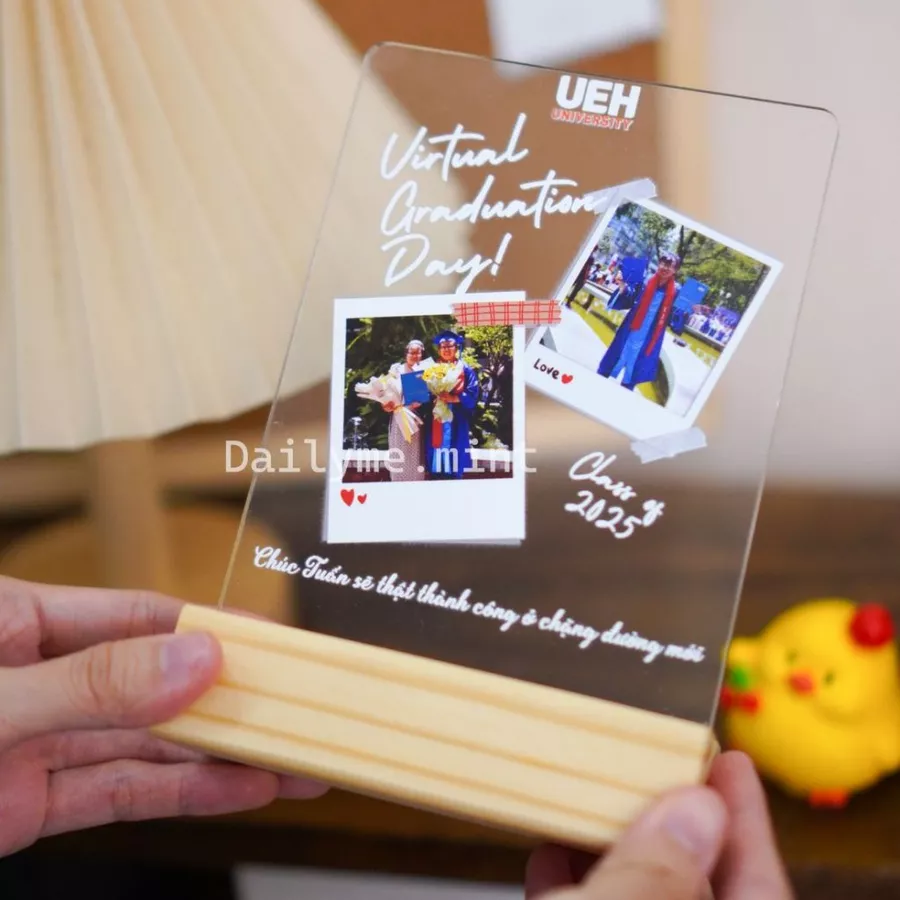 UEH
UNIVERSITY
Virtual
Graduation
Day!
Love
Dailyme.mint
Class of
2025
Chúc Tuấn sẽ thật thành công ở chặng đường mới